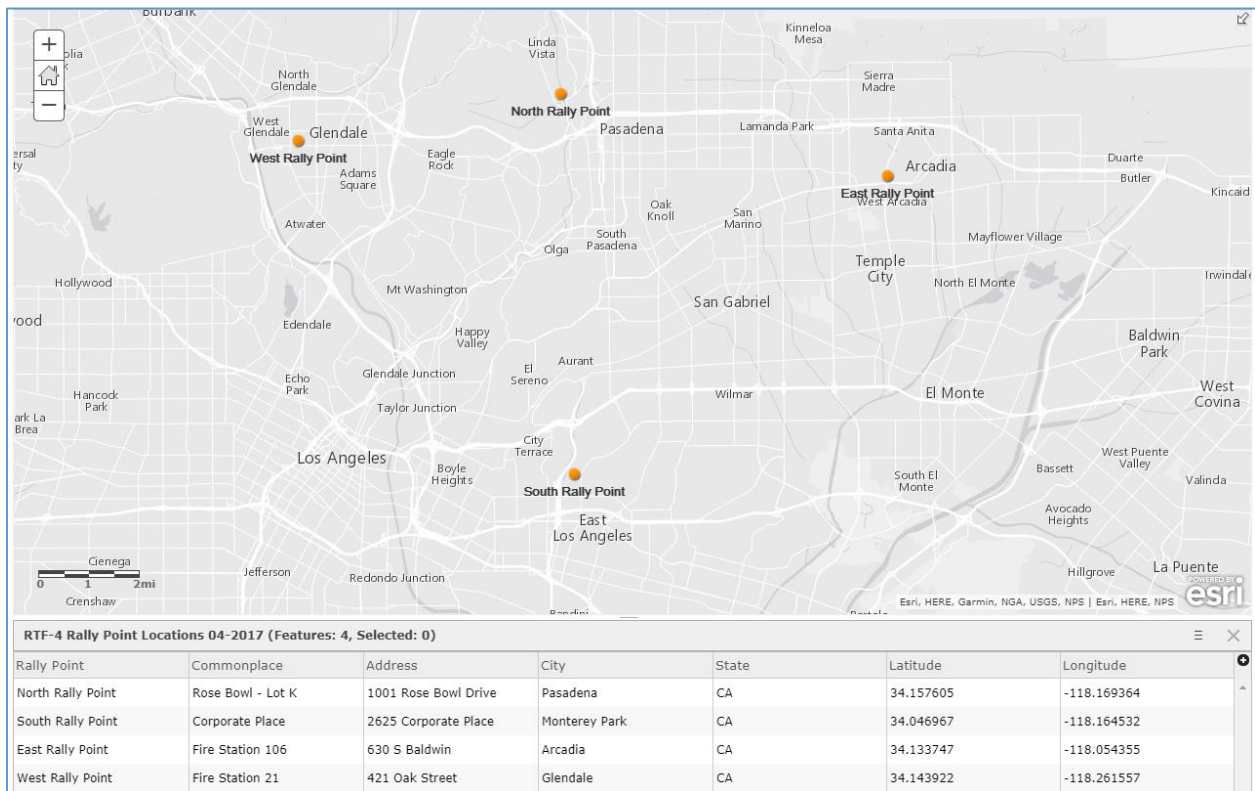 Burbank
Kinneloa
Mesa
+
Linda
Vista
North
Glendale
Sierra
Madre
−
North Rally Point
West
Glendale
Glendale
Pasadena
Lamanda Park
Santa Anita
West Rally Point
Eagle
Rock
Arcadia
Duarte
Adams
Square
Butler
East Rally Point
West Arcadia
Kincaid
Oak
Knoll
San
Marino
Atwater
South
Pasadena
Olga
Mayflower Village
Temple
City
Hollywood
Mt Washington
North El Monte
Irwindale
San Gabriel
wood
Edendale
Happy
Valley
Baldwin
Park
Aurant
Echo
Park
Glendale Junction
El
Sereno
Hancock
Park
Wilmar
El Monte
West
Covina
Taylor Junction
ark La
Brea
City
Terrace
Los Angeles
Boyle
Heights
West Puente
Valley
South El
Monte
Bassett
Valinda
South Rally Point
Avocado
Heights
East
Los Angeles
Cienega
Jefferson
Redondo Junction
Hillgrove
La Puente
0 1 2mi
Crenshaw
Bandini
Esri, HERE, Garmin, NGA, USGS, NPS | Esri, HERE, NPS
POWERED BY
esri
RTF-4 Rally Point Locations 04-2017 (Features: 4, Selected: 0)
Rally Point Commonplace Address City State Latitude Longitude
North Rally Point Rose Bowl - Lot K 1001 Rose Bowl Drive Pasadena CA 34.157605 -118.169364
South Rally Point Corporate Place 2625 Corporate Place Monterey Park CA 34.046967 -118.164532
East Rally Point Fire Station 106 630 S Baldwin Arcadia CA 34.133747 -118.054355
West Rally Point Fire Station 21 421 Oak Street Glendale CA 34.143922 -118.261557